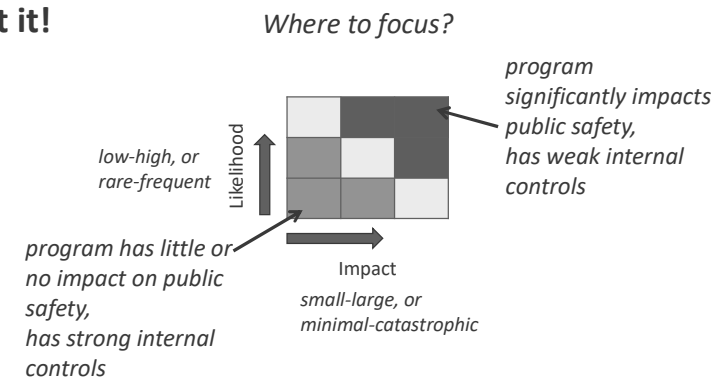 t it!
Where to focus?
program
significantly impacts
public safety,
has weak internal
controls
low-high, or
rare-frequent
Likelihood
program has little or
no impact on public
safety,
has strong internal
controls
Impact
small-large, or
minimal-catastrophic